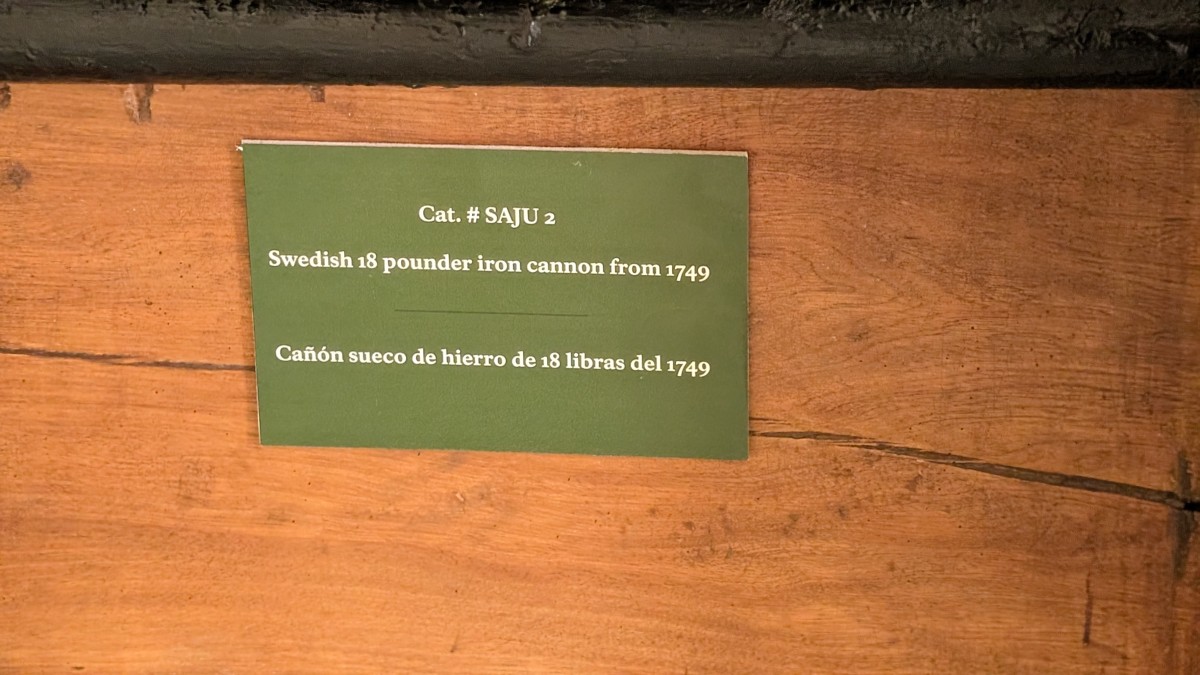 Cat. # SAJU 2
Swedish 18 pounder iron cannon from 1749
Cañón sueco de hierro de 18 libras del 1749